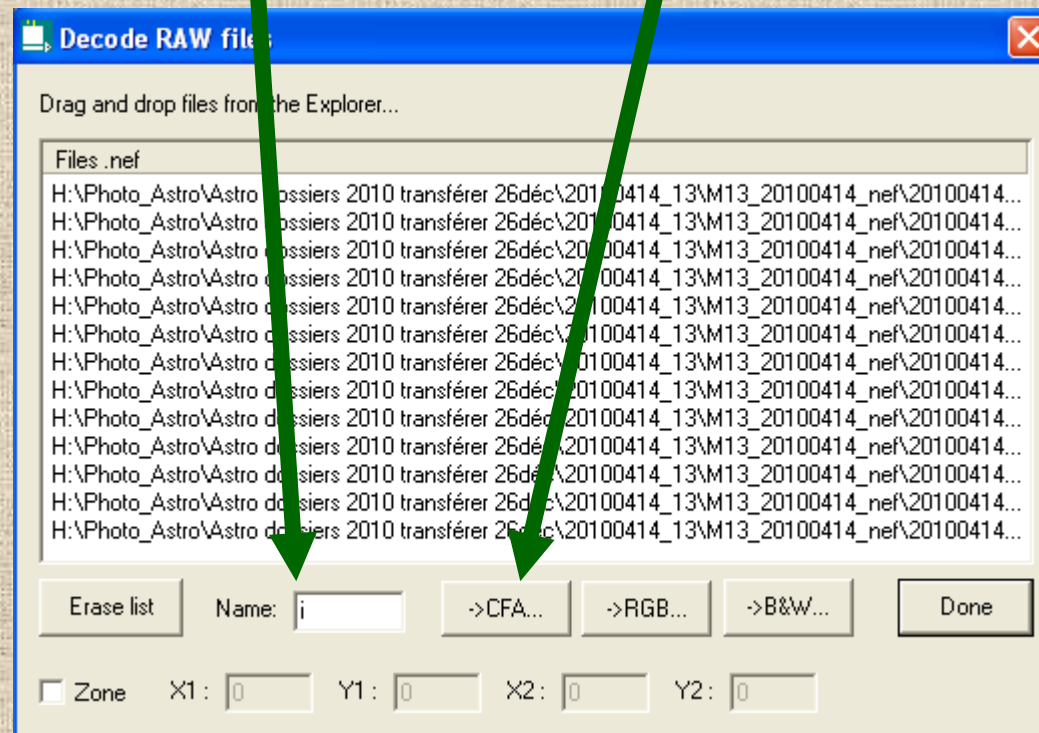 Decode RAW files
Drag and drop files from the Explorer...
Files .nef
H:\Photo_Astro\Astro dossiers 2010 transférer 26déc\20100414_13\M13_20100414_nef\20100414...
H:\Photo_Astro\Astro dossiers 2010 transférer 26déc\20100414_13\M13_20100414_nef\20100414...
H:\Photo_Astro\Astro dossiers 2010 transférer 26déc\20100414_13\M13_20100414_nef\20100414...
H:\Photo_Astro\Astro dossiers 2010 transférer 26déc\20100414_13\M13_20100414_nef\20100414...
H:\Photo_Astro\Astro dossiers 2010 transférer 26déc\20100414_13\M13_20100414_nef\20100414...
H:\Photo_Astro\Astro dossiers 2010 transférer 26déc\20100414_13\M13_20100414_nef\20100414...
H:\Photo_Astro\Astro dossiers 2010 transférer 26déc\20100414_13\M13_20100414_nef\20100414...
H:\Photo_Astro\Astro dossiers 2010 transférer 26déc\20100414_13\M13_20100414_nef\20100414...
H:\Photo_Astro\Astro dossiers 2010 transférer 26déc\20100414_13\M13_20100414_nef\20100414...
H:\Photo_Astro\Astro dossiers 2010 transférer 26déc\20100414_13\M13_20100414_nef\20100414...
H:\Photo_Astro\Astro dossiers 2010 transférer 26déc\20100414_13\M13_20100414_nef\20100414...
H:\Photo_Astro\Astro dossiers 2010 transférer 26déc\20100414_13\M13_20100414_nef\20100414...
H:\Photo_Astro\Astro dossiers 2010 transférer 26déc\20100414_13\M13_20100414_nef\20100414...
Erase list Name: i ->CFA... ->RGB... ->B&W... Done
Zone X1 : 0 Y1 : 0 X2 : 0 Y2 : 0